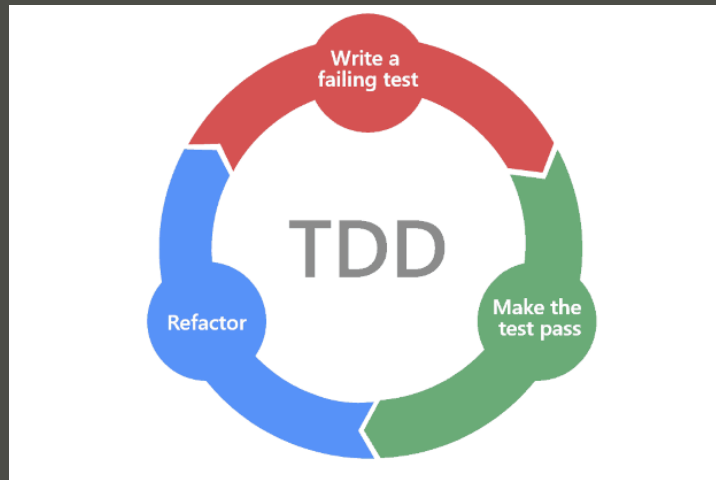 Write a
failing test
TDD
Refactor
Make the
test pass